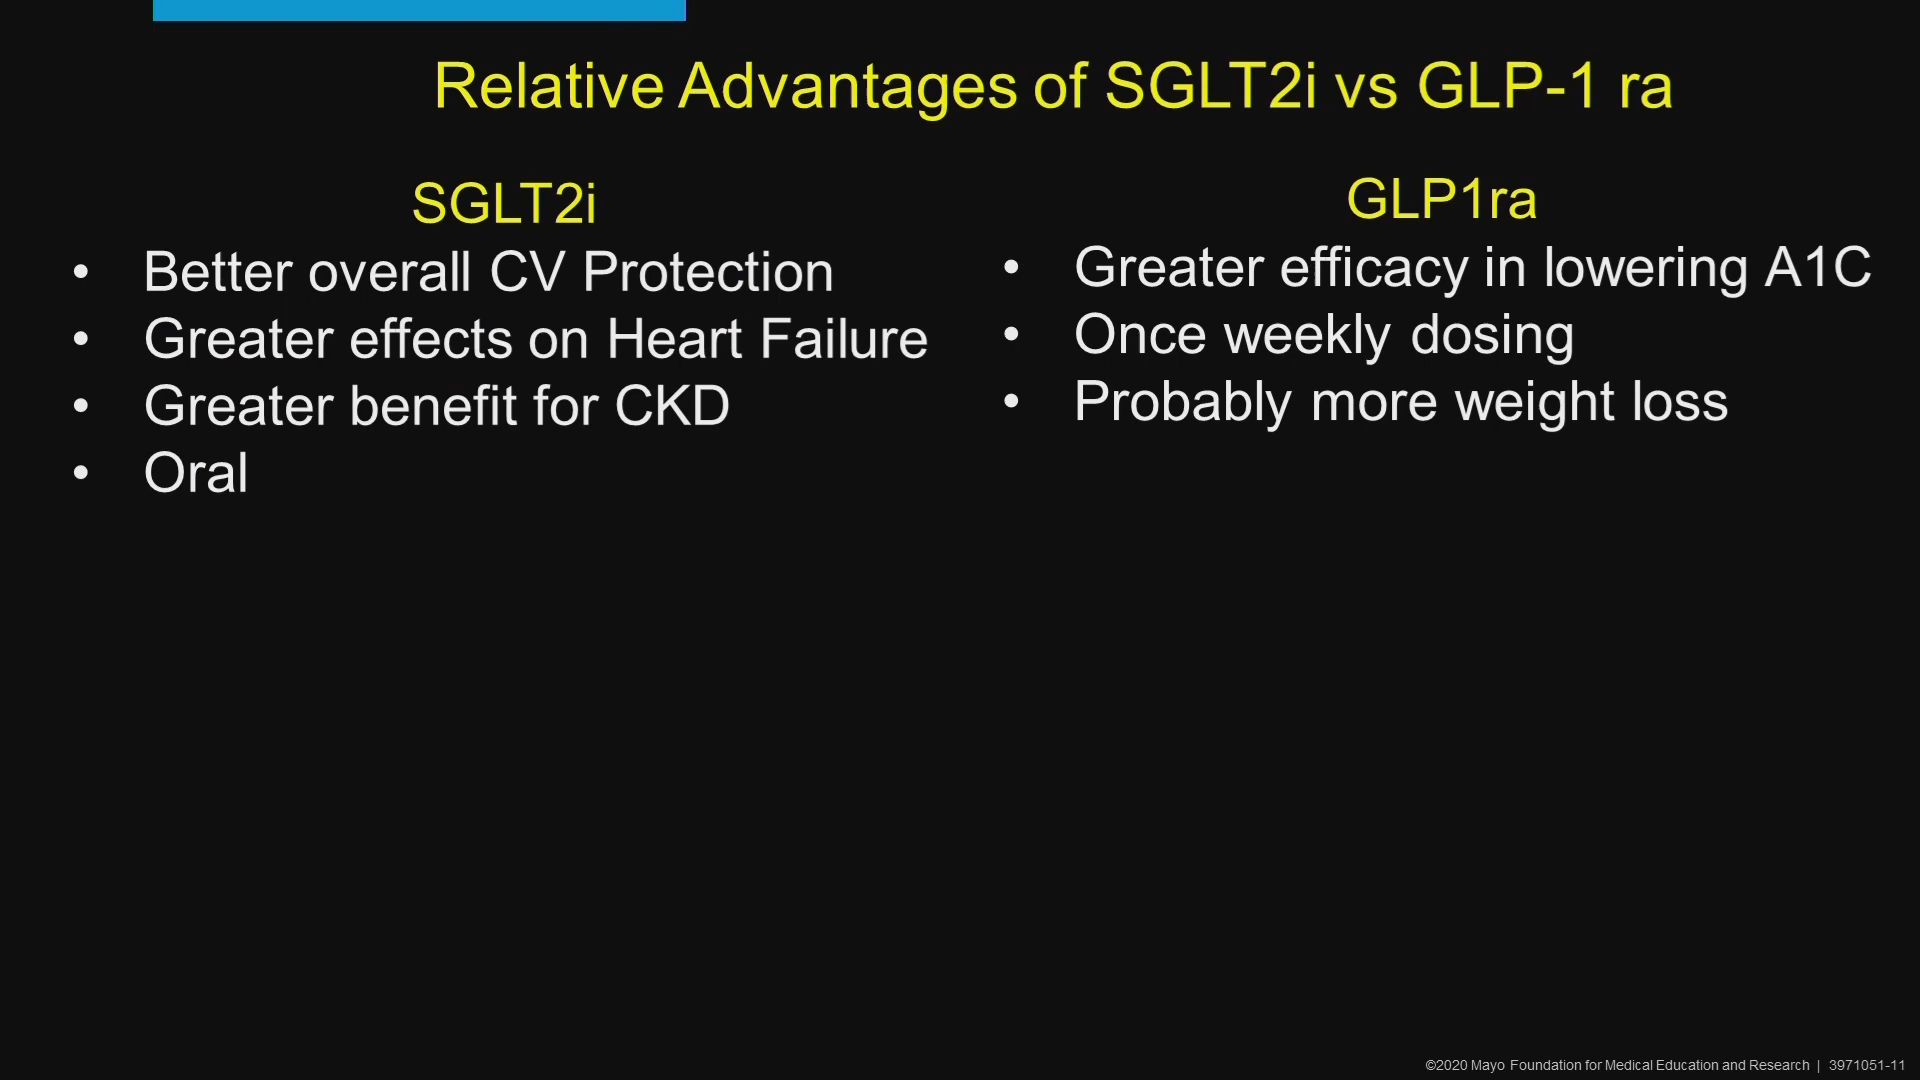 Relative Advantages of SGLT2i vs GLP-1 ra
SGLT2i
• Better overall CV Protection
• Greater effects on Heart Failure
• Greater benefit for CKD
• Oral
GLP1ra
• Greater efficacy in lowering A1C
• Once weekly dosing
• Probably more weight loss
©2020 Mayo Foundation for Medical Education and Research | 3971051-11